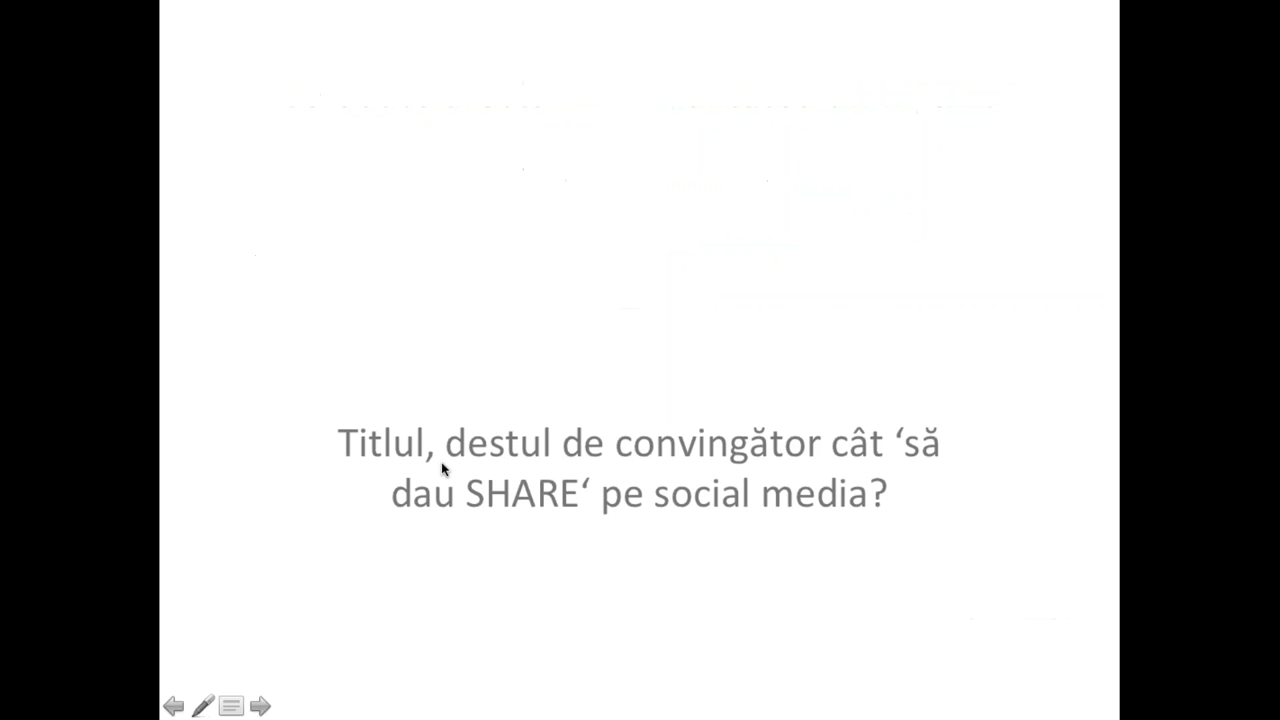 Titlul, destul de convingător cât ‘să
dau SHARE‘ pe social media?